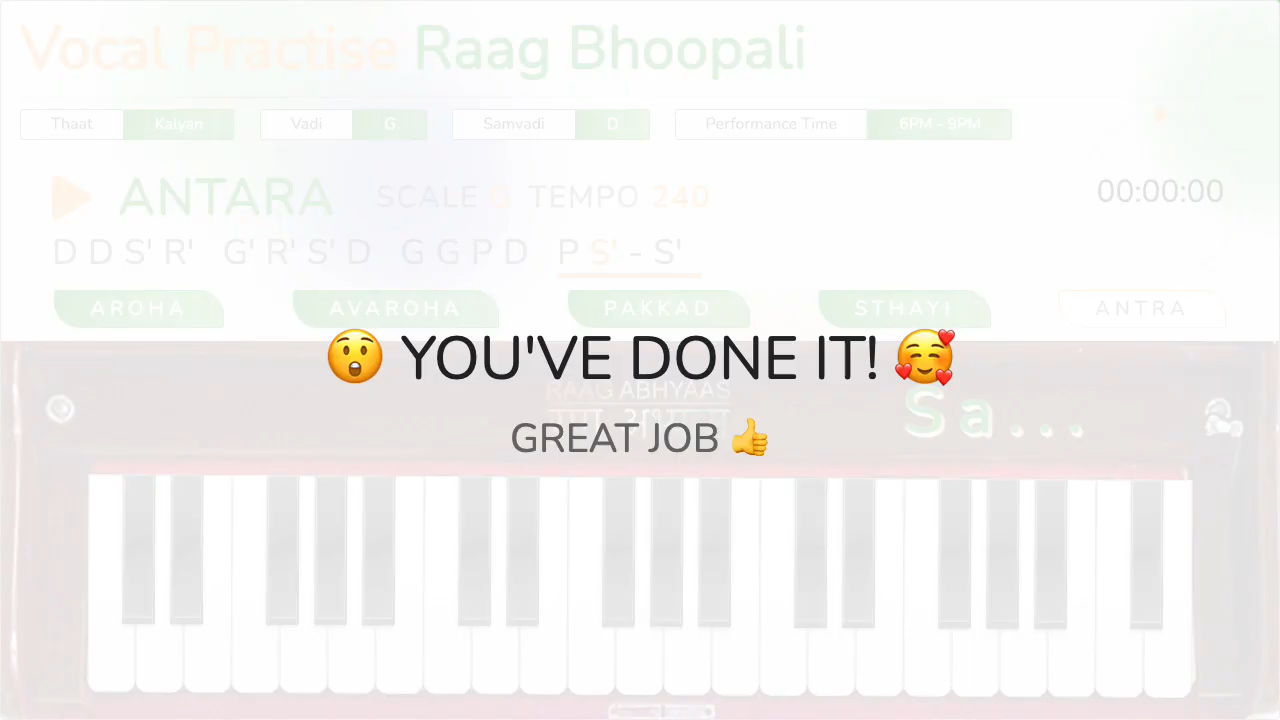 Vocal Practise Raag Bhoopali
Thaat Kalyan Vadi G Samvadi D Performance Time 6PM - 9PM
ANTARA SCALE TEMPO 240
00:00:00
D D S' R' G' R' S' D G G P D P S' - S'
AROHA AVAROHA PAKKAD STHAYI ANTRA
😲 YOU'VE DONE IT! 🥰
RAAG ABHYAAS
Sa...
GREAT JOB 👍